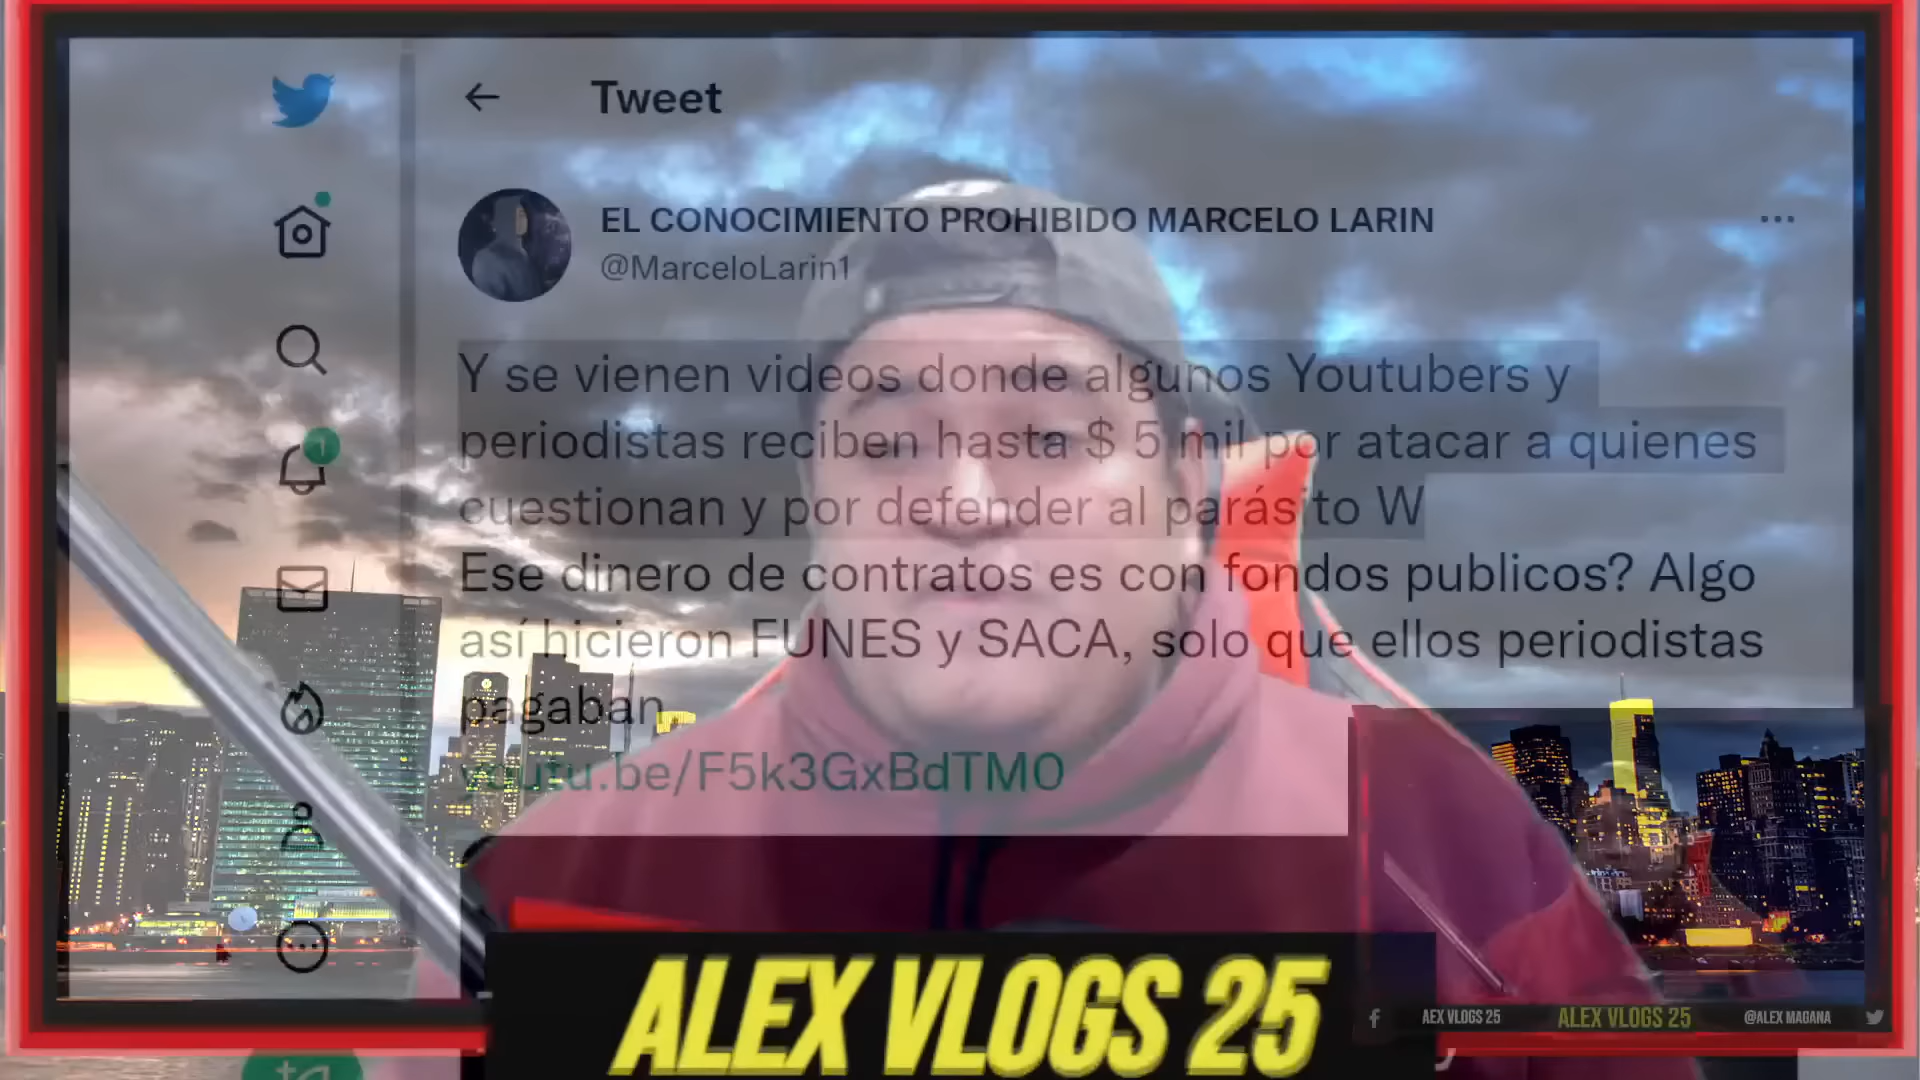 Tweet
EL CONOCIMIENTO PROHIBIDO MARCELO LARIN
@MarceloLarin1
1
Y se vienen videos donde algunos Youtubers y
periodistas reciben hasta $ 5 mil por atacar a quienes
cuestionan y por defender al parásito W
Ese dinero de contratos es con fondos publicos? Algo
así hicieron FUNES y SACA, solo que ellos periodistas
pagaban
youtu.be/F5k3GxBdTM0
ALEX VLOGS 25
AEX VLOGS 25
ALEX VLOGS 25
@ALEX MAGANA